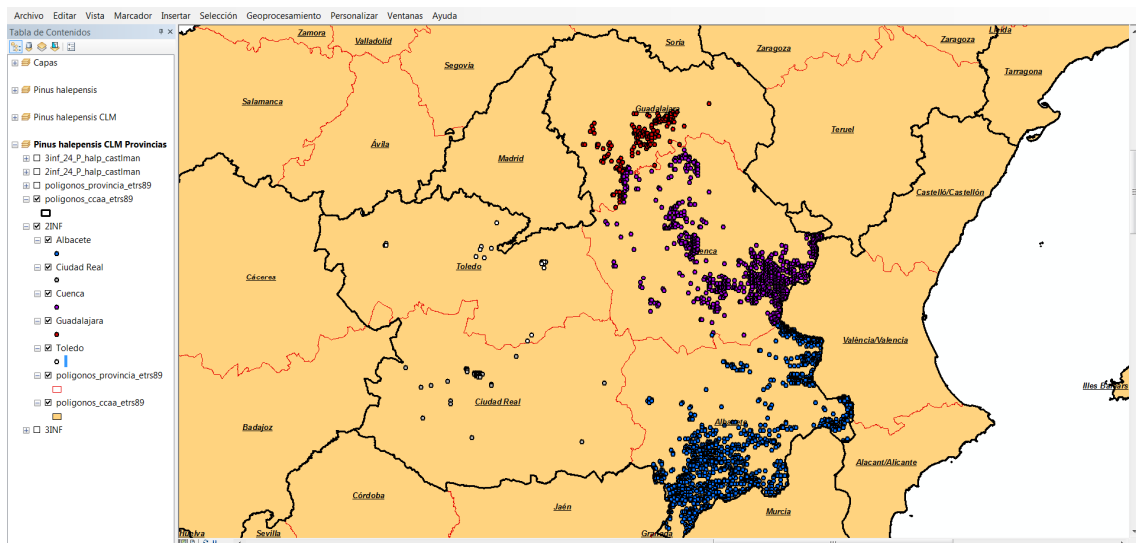 Archivo Editar Vista Marcador Insertar Selección Geoprocesamiento Personalizar Ventanas Ayuda
Tabla de Contenidos
Capas
Pinus halepensis
Pinus halepensis CLM
Pinus halepensis CLM Provincias
3inf_24_P_halp_castlman
2inf_24_P_halp_castlman
poligonos_provincia_etrs89
poligonos_ccaa_etrs89
2INF
Albacete
Ciudad Real
Cuenca
Guadalajara
Toledo
poligonos_provincia_etrs89
poligonos_ccaa_etrs89
3INF
Zamora
Valladolid
Soria
Zaragoza
Zaragoza
Lleida
Tarragona
Segovia
Salamanca
Guadalajara
Ávila
Madrid
Teruel
Castelló/Castellón
Cáceres
Toledo
València/Valencia
Illes Balears
Ciudad Real
Badajoz
Alacant/Alicante
Córdoba
Jaén
Murcia
Huelva
Sevilla
Granada